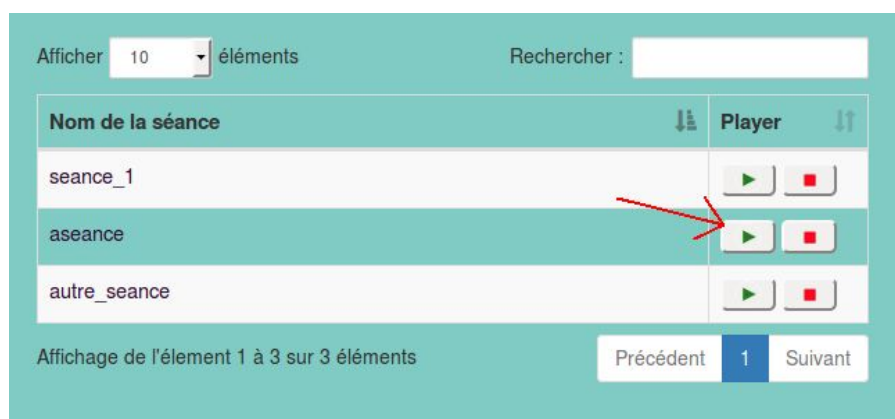 Afficher 10 éléments Rechercher :
Nom de la séance Player
seance_1
aseance
autre_seance
Affichage de l'élement 1 à 3 sur 3 éléments Précédent 1 Suivant